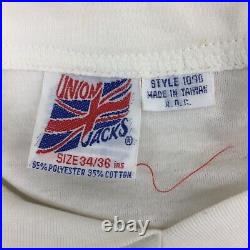 UNION
JACKS
®
SIZE 34/36 ins
65% POLYESTER 35% COTTON
STYLE 1090
MADE IN TAIWAN
R.O.C.